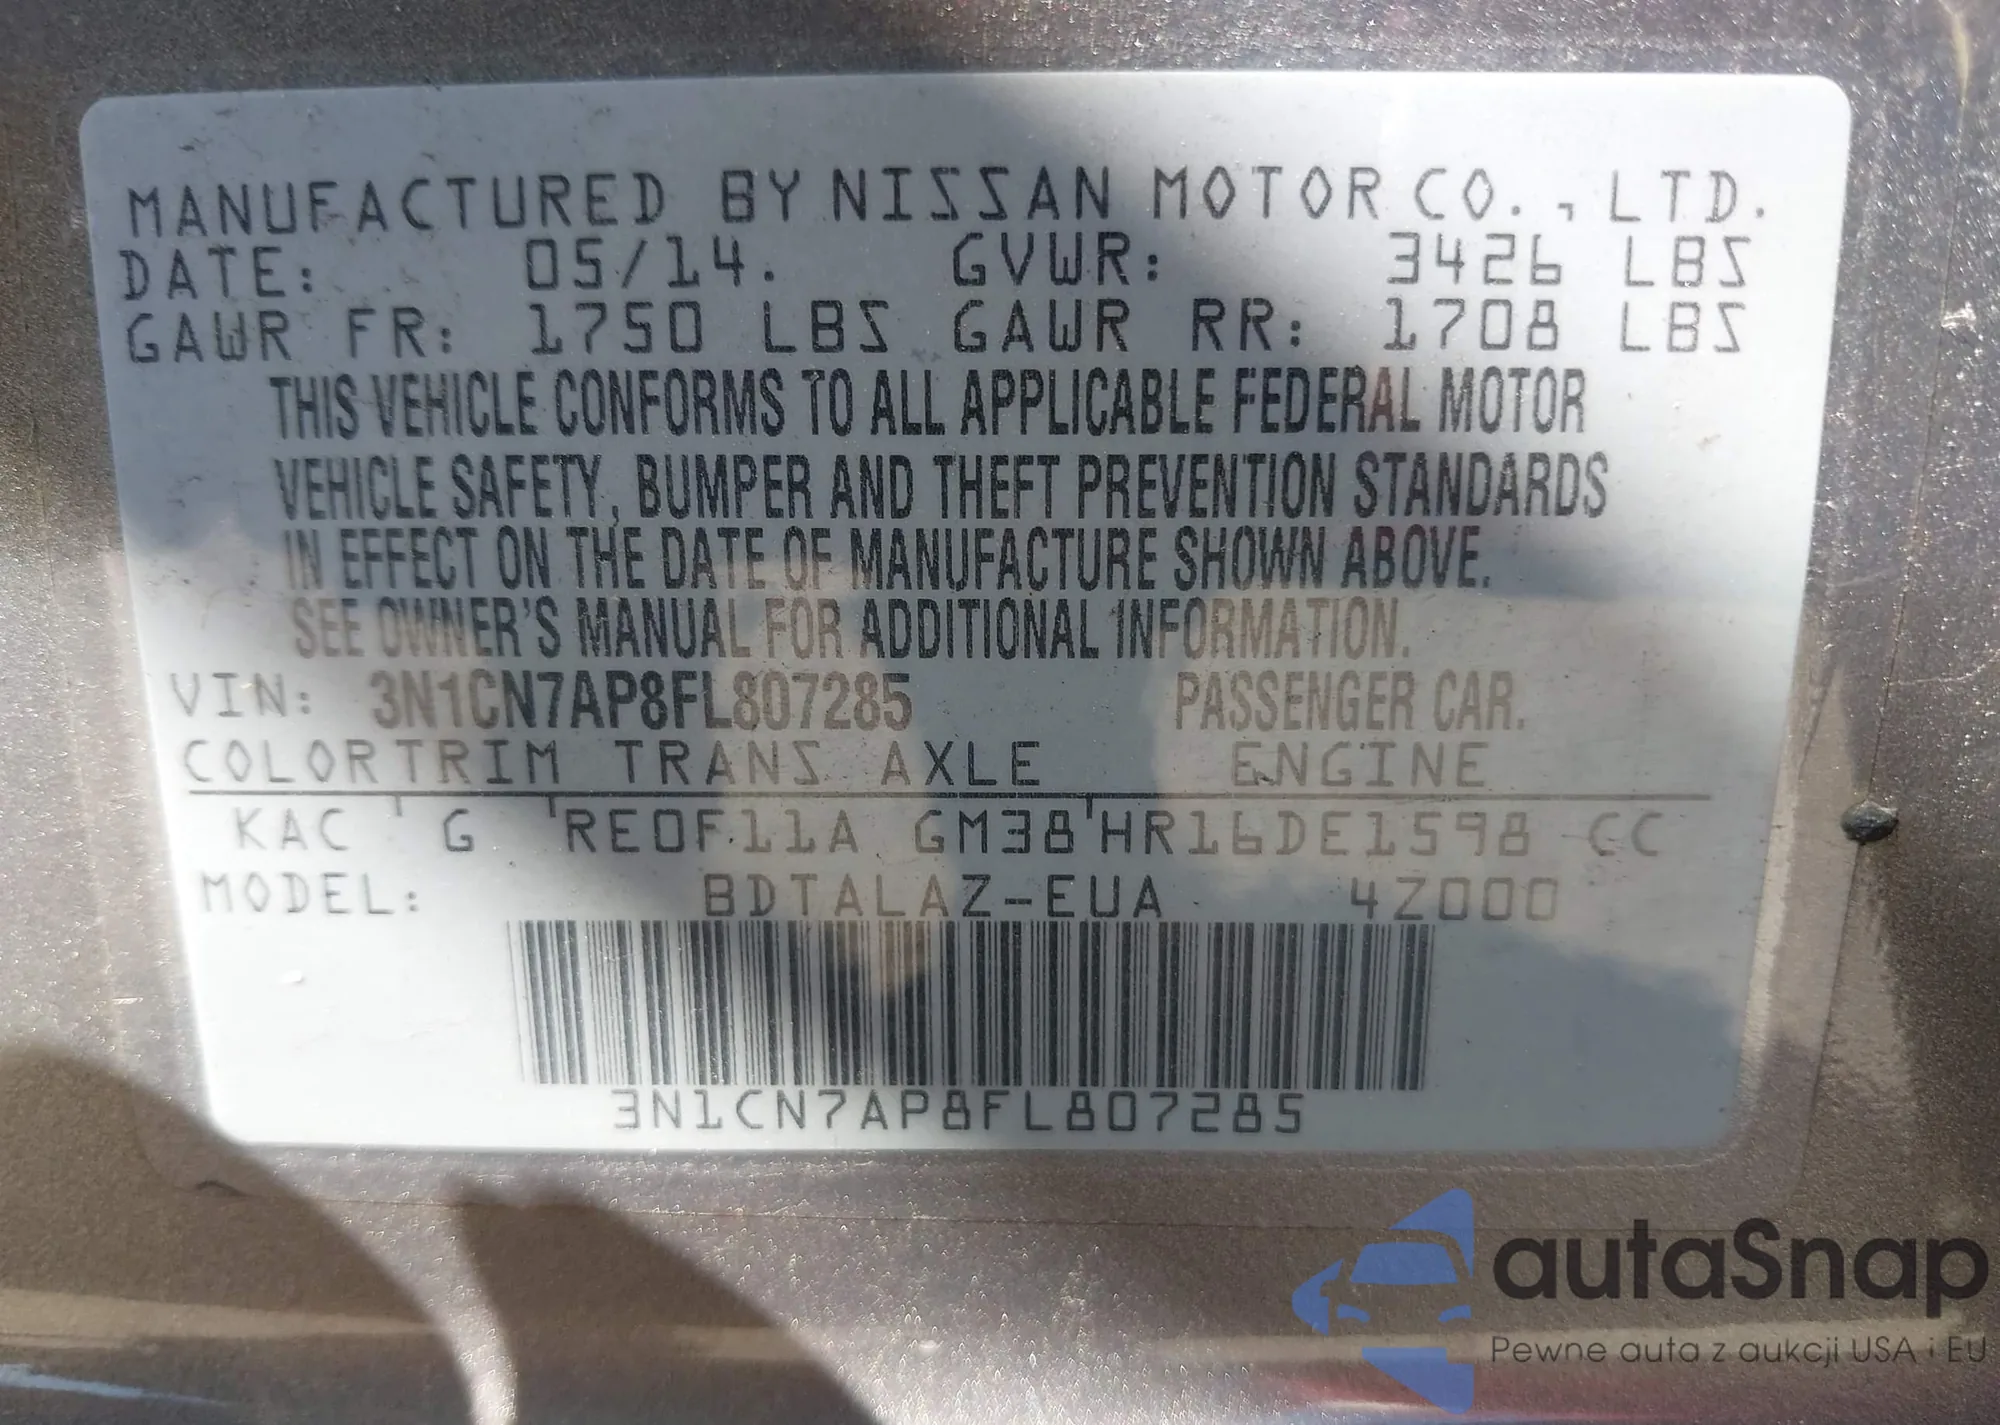 MANUFACTURED BY NISSAN MOTOR CO., LTD.
DATE: 05/14. GVWR: 3426 LBS
GAWR FR: 1750 LBS GAWR RR: 1708 LBS
THIS VEHICLE CONFORMS TO ALL APPLICABLE FEDERAL MOTOR
VEHICLE SAFETY, BUMPER AND THEFT PREVENTION STANDARDS
IN EFFECT ON THE DATE OF MANUFACTURE SHOWN ABOVE.
SEE OWNER'S MANUAL FOR ADDITIONAL INFORMATION.
VIN: 3N1CN7AP8FL807285 PASSENGER CAR.
COLOR TRIM TRANS AXLE ENGINE
KAC G RE0F11A GM38 HR16DE1598 CC
MODEL: BDTALAZ-EUA 4Z000
3N1CN7AP8FL807285
autaSnap
Pewne auta z aukcji USA i EU